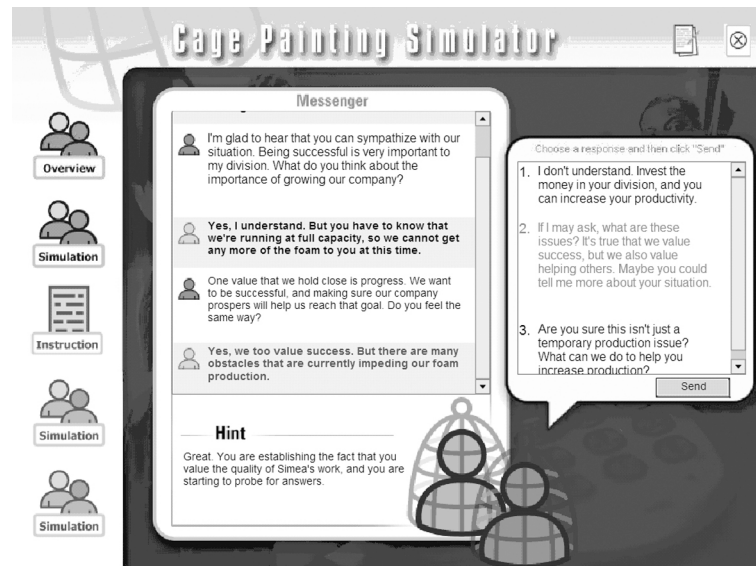 Cage Painting Simulator
Overview
Simulation
Instruction
Simulation
Simulation
Messenger
I'm glad to hear that you can sympathize with our
situation. Being successful is very important to
my division. What do you think about the
importance of growing our company?
Yes, I understand. But you have to know that
we're running at full capacity, so we cannot get
any more of the foam to you at this time.
One value that we hold close is progress. We want
to be successful, and making sure our company
prospers will help us reach that goal. Do you feel the
same way?
Yes, we too value success. But there are many
obstacles that are currently impeding our foam
production.
Hint
Great. You are establishing the fact that you
value the quality of Simea's work, and you are
starting to probe for answers.
Choose a response and then click "Send"
1. I don't understand. Invest the
money in your division, and you
can increase your productivity.
2. If I may ask, what are these
issues? It's true that we value
success, but we also value
helping others. Maybe you could
tell me more about your situation.
3. Are you sure this isn't just a
temporary production issue?
What can we do to help you
increase production?
Send